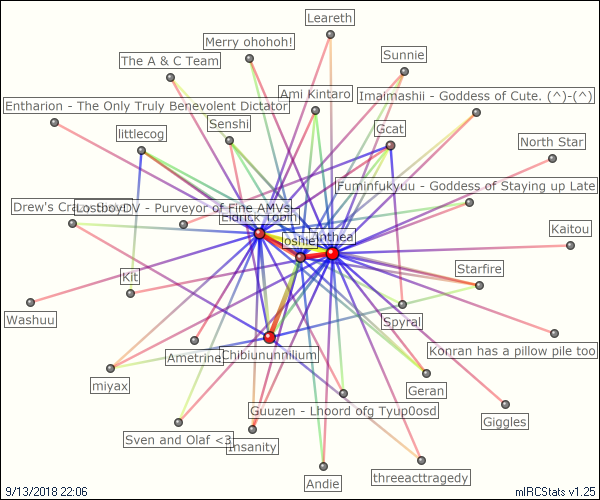 Leareth
Merry ohohoh!
Sunnie
The A & C Team
Ami Kintaro
Imaimashii - Goddess of Cute. (^)-(^)
Entharion - The Only Truly Benevolent Dictator
littlecog
Senshi
Gcat
North Star
Fuminfukyuu - Goddess of Staying up Late
Drew's
LostboyDV - Purveyor of Fine AMVs
Eldrick Tobin
Joshie
Anthea
Kaitou
Kit
Starfire
Washuu
Spyral
Ametrine
Chibiununnilium
Konran has a pillow pile too
miyax
Geran
Guuzen - Lhoord ofg Tyup0osd
Giggles
Sven and Olaf <3
Insanity
Andie
threeacttragedy
9/13/2018 22:06
mIRCStats v1.25